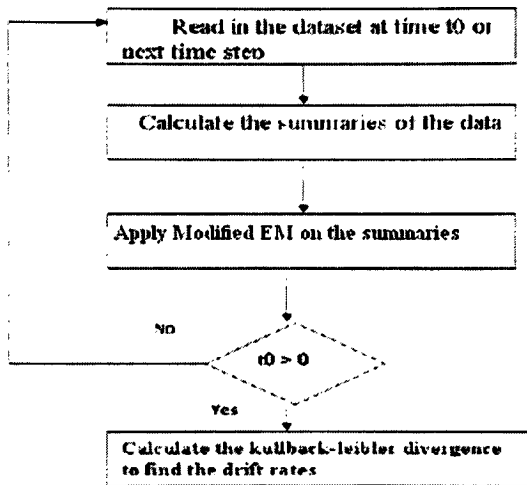 Read in the dataset at time t0 or
next time step
Calculate the summaries of the data
Apply Modified EM on the summaries
No
t0 > 0
Yes
Calculate the kullback-leibler divergence
to find the drift rates